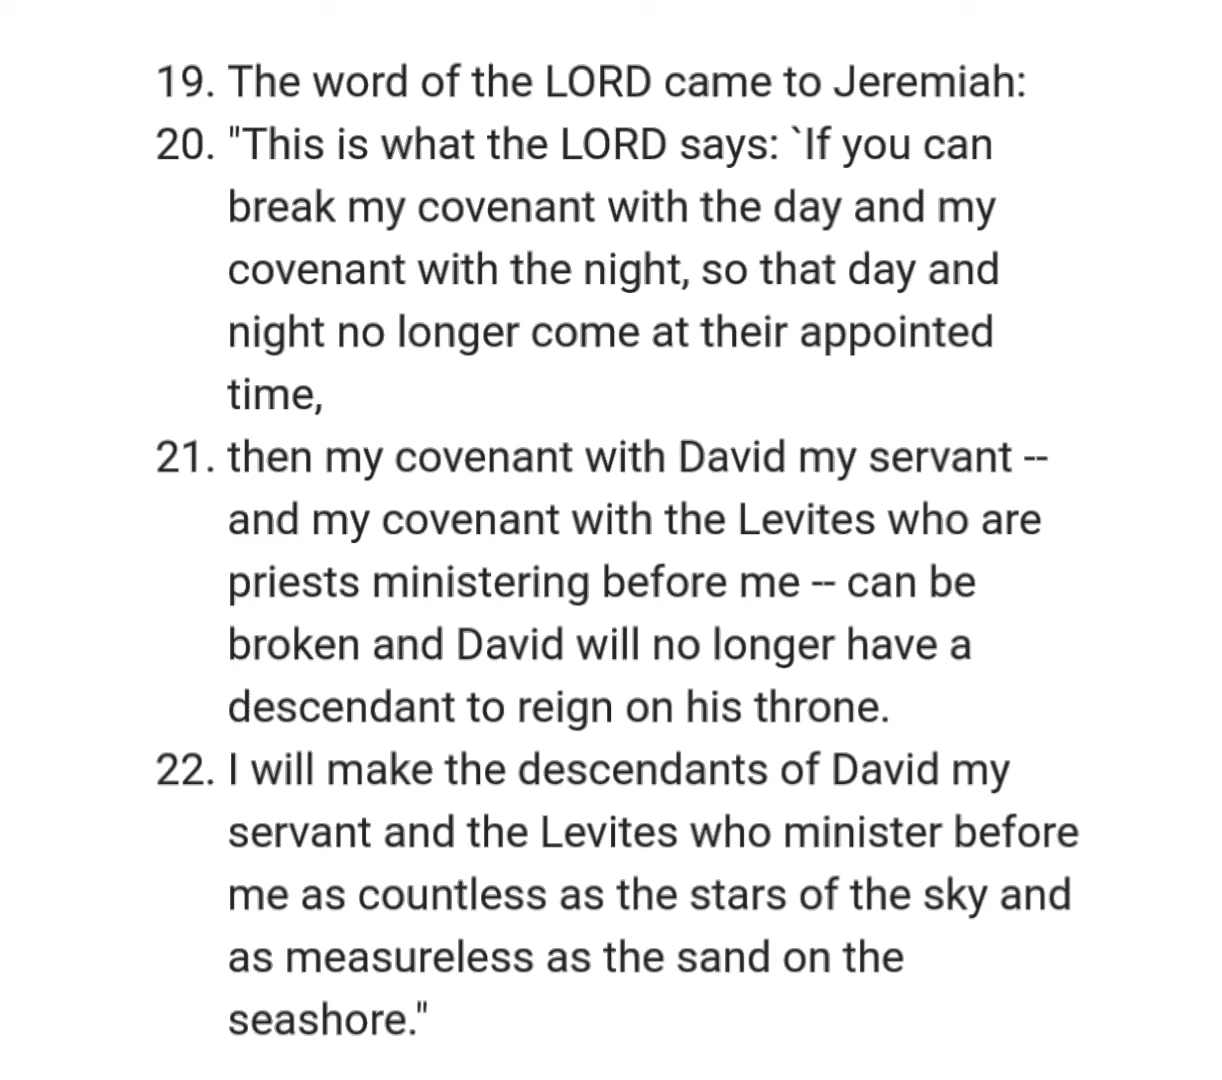 19. The word of the LORD came to Jeremiah:
20. "This is what the LORD says: `If you can
break my covenant with the day and my
covenant with the night, so that day and
night no longer come at their appointed
time,
21. then my covenant with David my servant --
and my covenant with the Levites who are
priests ministering before me -- can be
broken and David will no longer have a
descendant to reign on his throne.
22. I will make the descendants of David my
servant and the Levites who minister before
me as countless as the stars of the sky and
as measureless as the sand on the
seashore."